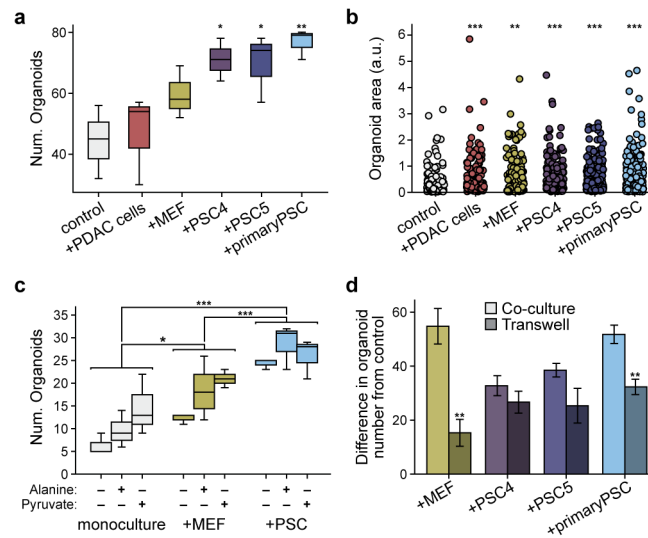 a
Num. Organoids
80
60
40
* * **
control
+PDAC cells
+MEF
+PSC4
+PSC5
+primaryPSC
b
Organoid area (a.u.)
6
5
4
3
2
1
0
*** ** *** *** ***
control
+PDAC cells
+MEF
+PSC4
+PSC5
+primaryPSC
c
Num. Organoids
35
30
25
20
15
10
5
0
***
***
*
Alanine: – + – – + – – + –
Pyruvate: – – + – – + – – +
monoculture +MEF +PSC
d
Difference in organoid
number from control
60
40
20
0
Co-culture
Transwell
**
**
+MEF
+PSC4
+PSC5
+primaryPSC